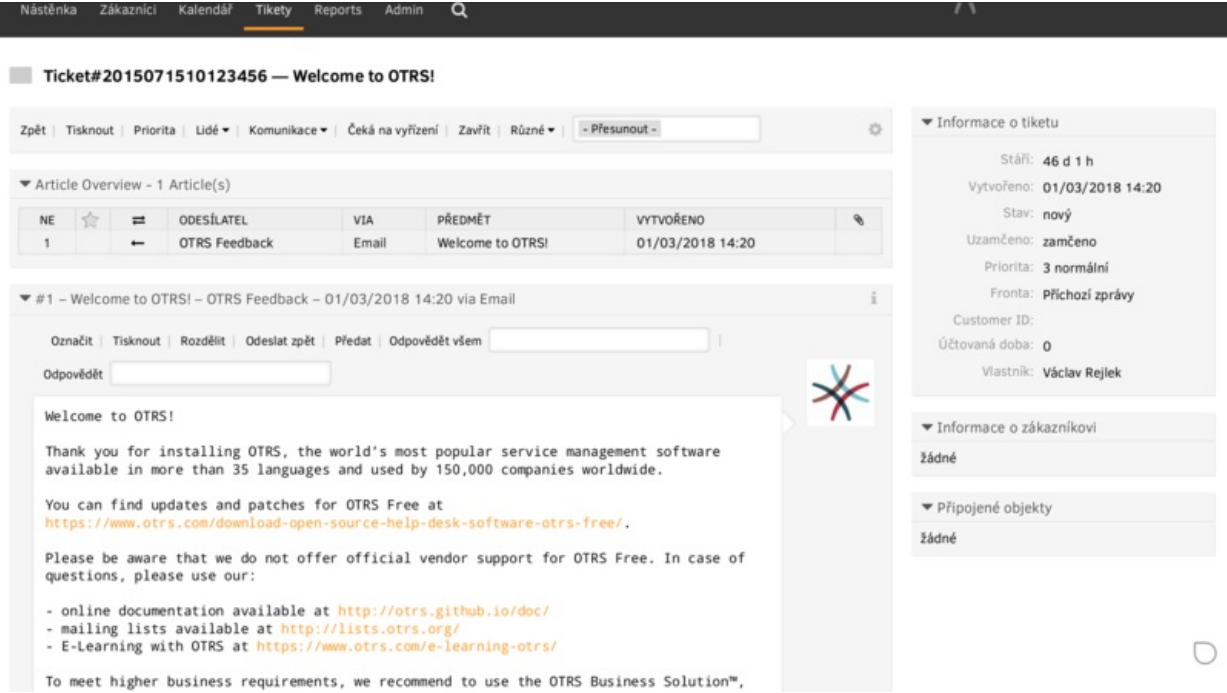 Nástěnka Zákazníci Kalendář Tikety Reports Admin
Ticket#2015071510123456 — Welcome to OTRS!
Zpět Tisknout Priorita Lidé Komunikace Čeká na vyřízení Zavřít Různé - Přesunout -
Article Overview - 1 Article(s)
NE ODESÍLATEL VIA PŘEDMĚT VYTVOŘENO
1 OTRS Feedback Email Welcome to OTRS! 01/03/2018 14:20
#1 – Welcome to OTRS! – OTRS Feedback – 01/03/2018 14:20 via Email
Označit Tisknout Rozdělit Odeslat zpět Předat Odpovědět všem
Odpovědět
Welcome to OTRS!
Thank you for installing OTRS, the world's most popular service management software
available in more than 35 languages and used by 150,000 companies worldwide.
You can find updates and patches for OTRS Free at
https://www.otrs.com/download-open-source-help-desk-software-otrs-free/.
Please be aware that we do not offer official vendor support for OTRS Free. In case of
questions, please use our:
- online documentation available at http://otrs.github.io/doc/
- mailing lists available at http://lists.otrs.org/
- E-Learning with OTRS at https://www.otrs.com/e-learning-otrs/
To meet higher business requirements, we recommend to use the OTRS Business Solution™,
Informace o tiketu
Stáří: 46 d 1 h
Vytvořeno: 01/03/2018 14:20
Stav: nový
Uzamčeno: zamčeno
Priorita: 3 normální
Fronta: Příchozí zprávy
Customer ID:
Účtovaná doba: 0
Vlastník: Václav Rejlek
Informace o zákazníkovi
žádné
Připojené objekty
žádné